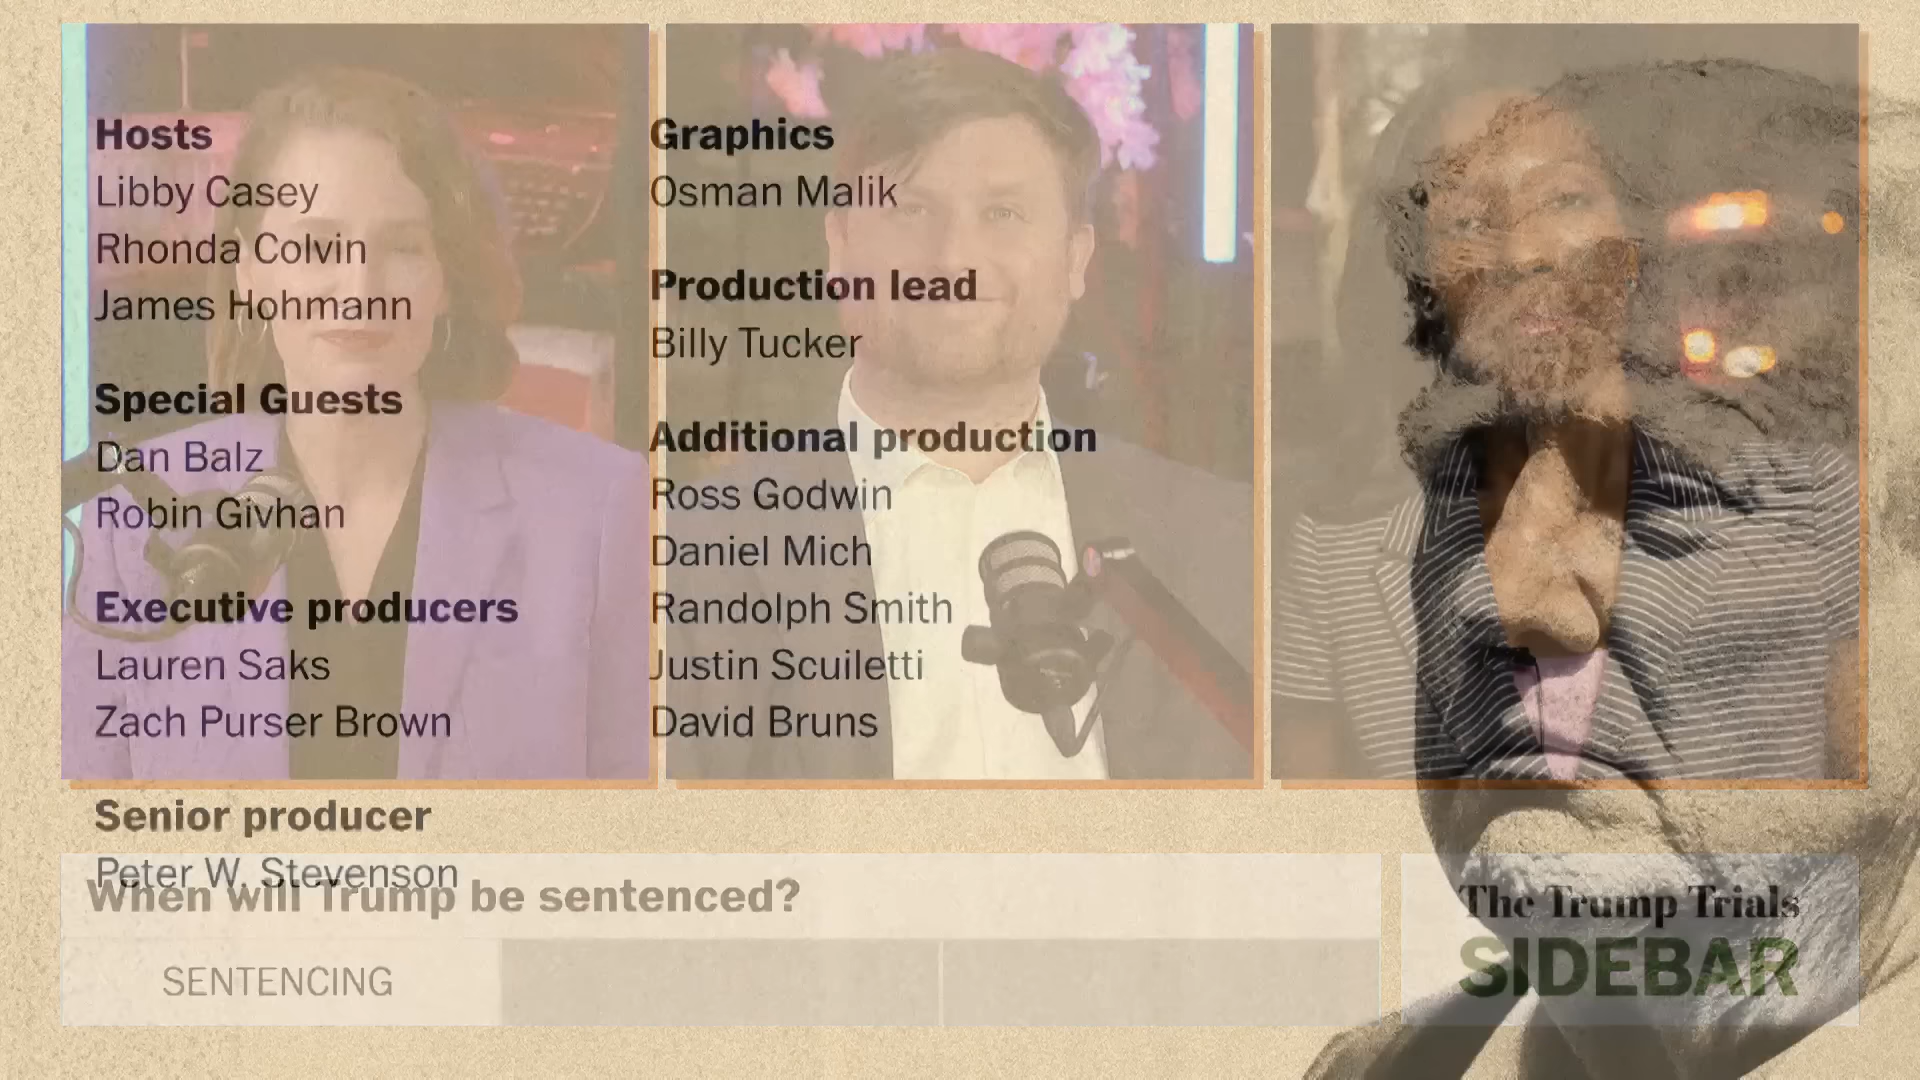 Hosts
Libby Casey
Rhonda Colvin
James Hohmann
Special Guests
Dan Balz
Robin Givhan
Executive producers
Lauren Saks
Zach Purser Brown
Senior producer
Peter W. Stevenson
Graphics
Osman Malik
Production lead
Billy Tucker
Additional production
Ross Godwin
Daniel Mich
Randolph Smith
Justin Scuiletti
David Bruns
When will Trump be sentenced?
SENTENCING
The Trump Trials
SIDEBAR